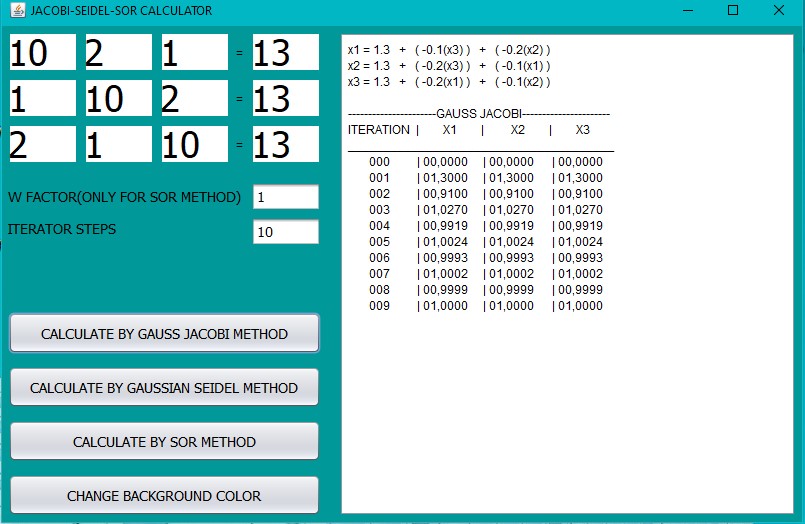 JACOBI-SEIDEL-SOR CALCULATOR
10 2 1 = 13
1 10 2 = 13
2 1 10 = 13
W FACTOR(ONLY FOR SOR METHOD) 1
ITERATOR STEPS 10
CALCULATE BY GAUSS JACOBI METHOD
CALCULATE BY GAUSSIAN SEIDEL METHOD
CALCULATE BY SOR METHOD
CHANGE BACKGROUND COLOR
x1 = 1.3 + ( -0.1(x3) ) + ( -0.2(x2) )
x2 = 1.3 + ( -0.2(x3) ) + ( -0.1(x1) )
x3 = 1.3 + ( -0.2(x1) ) + ( -0.1(x2) )
----------------------GAUSS JACOBI----------------------
ITERATION | X1 | X2 | X3
000 | 00,0000 | 00,0000 | 00,0000
001 | 01,3000 | 01,3000 | 01,3000
002 | 00,9100 | 00,9100 | 00,9100
003 | 01,0270 | 01,0270 | 01,0270
004 | 00,9919 | 00,9919 | 00,9919
005 | 01,0024 | 01,0024 | 01,0024
006 | 00,9993 | 00,9993 | 00,9993
007 | 01,0002 | 01,0002 | 01,0002
008 | 00,9999 | 00,9999 | 00,9999
009 | 01,0000 | 01,0000 | 01,0000